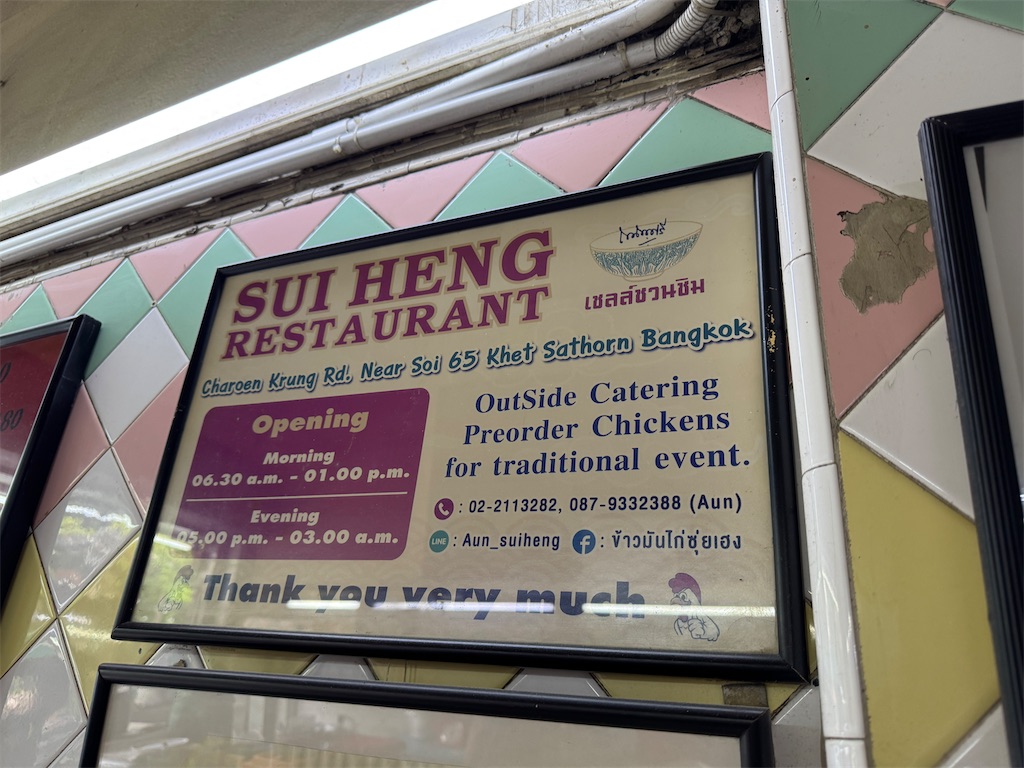 SUI HENG
RESTAURANT
เชลล์ชวนชิม
Charoen Krung Rd. Near Soi 65 Khet Sathorn Bangkok
Opening
Morning
06.30 a.m. - 01.00 p.m.
Evening
05.00 p.m. - 03.00 a.m.
OutSide Catering
Preorder Chickens
for traditional event.
: 02-2113282, 087-9332388 (Aun)
LINE : Aun_suiheng f : ข้าวมันไก่ซุ่ยเฮง
Thank you very much